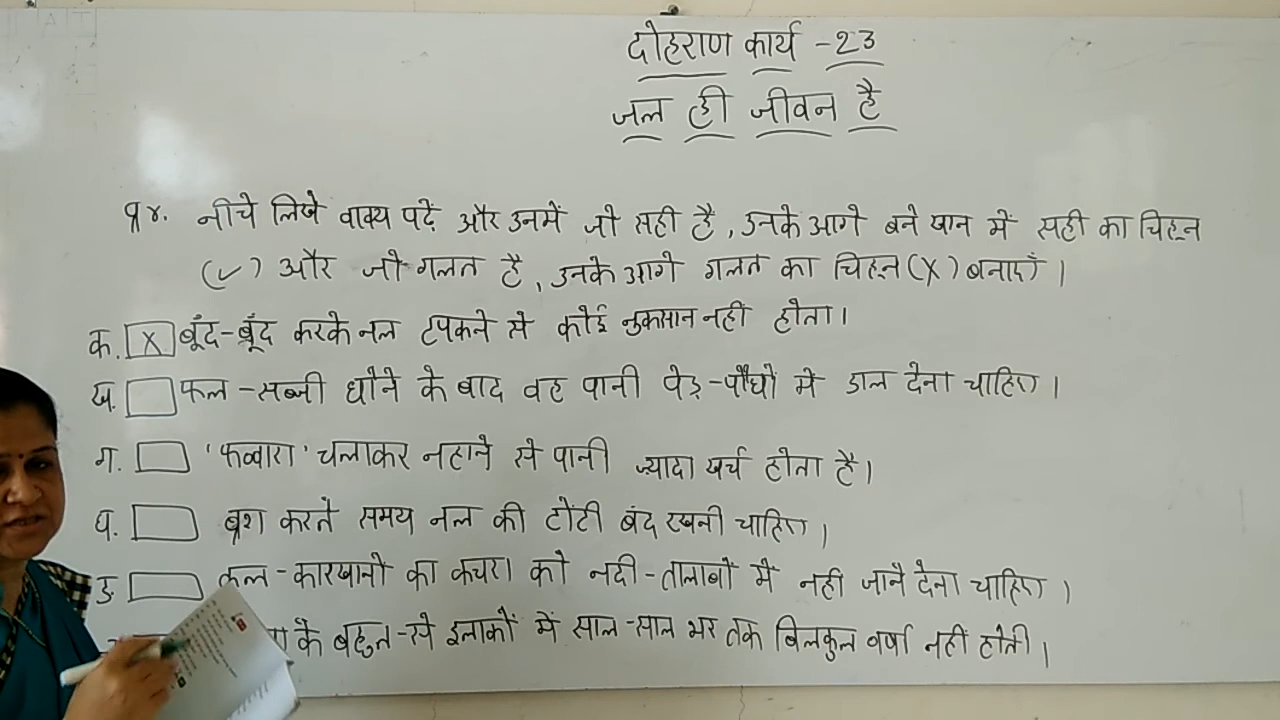 दोहराण कार्य - 23
जल ही जीवन है
प्र४. नीचे लिखे वाक्य पढ़ें और उनमें जो सही है, उनके आगे बने खान में सही का चिह्न
(✓) और जो गलत है, उनके आगे गलत का चिह्न (X) बनाएँ।
क. X बूंद-बूंद करके नल टपकने से कोई नुकसान नहीं होता।
ख. फल-सब्जी धोने के बाद वह पानी पेड़-पौधों में डाल देना चाहिए।
ग. 'फव्वारा' चलाकर नहाने से पानी ज़्यादा खर्च होता है।
घ. ब्रश करते समय नल की टोंटी बंद रखनी चाहिए।
ङ. कल-कारखानों का कचरा को नदी-तालाबों में नहीं जाने देना चाहिए।
के बहुत-से इलाकों में साल-साल भर तक बिलकुल वर्षा नहीं होती।